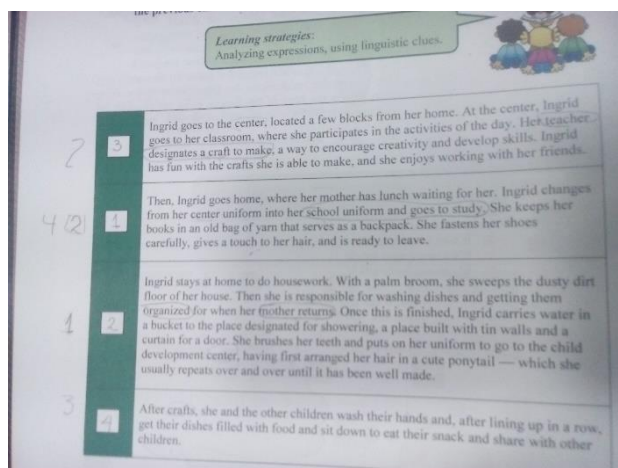 Learning strategies:
Analyzing expressions, using linguistic clues.
2
3
Ingrid goes to the center, located a few blocks from her home. At the center, Ingrid
goes to her classroom, where she participates in the activities of the day. Her teacher
designates a craft to make, a way to encourage creativity and develop skills. Ingrid
has fun with the crafts she is able to make, and she enjoys working with her friends.
4 (2)
1
Then, Ingrid goes home, where her mother has lunch waiting for her. Ingrid changes
from her center uniform into her school uniform and goes to study. She keeps her
books in an old bag of yarn that serves as a backpack. She fastens her shoes
carefully, gives a touch to her hair, and is ready to leave.
1
2
Ingrid stays at home to do housework. With a palm broom, she sweeps the dusty dirt
floor of her house. Then she is responsible for washing dishes and getting them
organized for when her mother returns. Once this is finished, Ingrid carries water in
a bucket to the place designated for showering, a place built with tin walls and a
curtain for a door. She brushes her teeth and puts on her uniform to go to the child
development center, having first arranged her hair in a cute ponytail — which she
usually repeats over and over until it has been well made.
3
4
After crafts, she and the other children wash their hands and, after lining up in a row,
get their dishes filled with food and sit down to eat their snack and share with other
children.